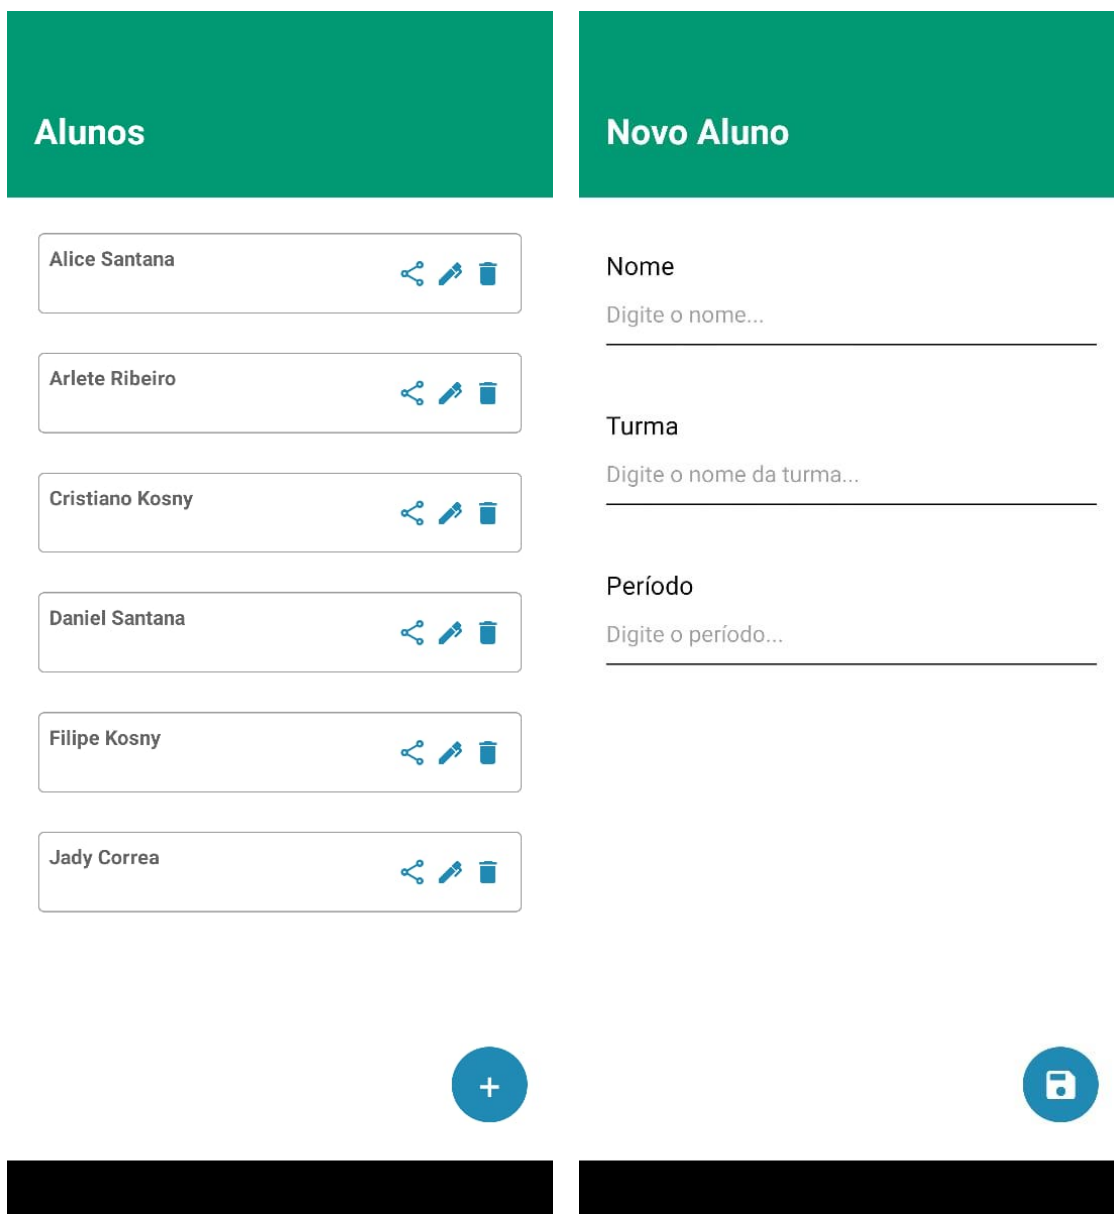 Alunos
Alice Santana
Arlete Ribeiro
Cristiano Kosny
Daniel Santana
Filipe Kosny
Jady Correa
+
Novo Aluno
Nome
Digite o nome...
Turma
Digite o nome da turma...
Período
Digite o período...